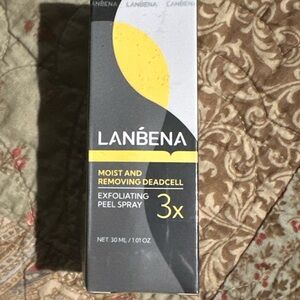 LANBENA LANBENA LANBENA
LANBENA
MOIST AND
REMOVING DEADCELL
EXFOLIATING
PEEL SPRAY 3x
NET 30 ML / 1.01 OZ